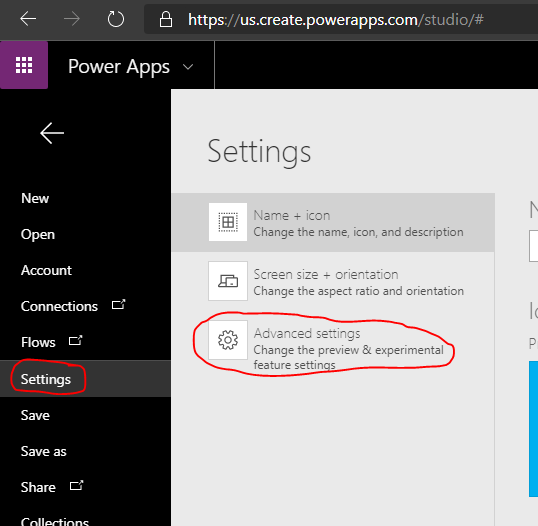 https://us.create.powerapps.com/studio/#
Power Apps
Settings
New
Open
Account
Connections
Flows
Settings
Save
Save as
Share
Collections
Name + icon
Change the name, icon, and description
Screen size + orientation
Change the aspect ratio and orientation
Advanced settings
Change the preview & experimental
feature settings
N
Ic
P